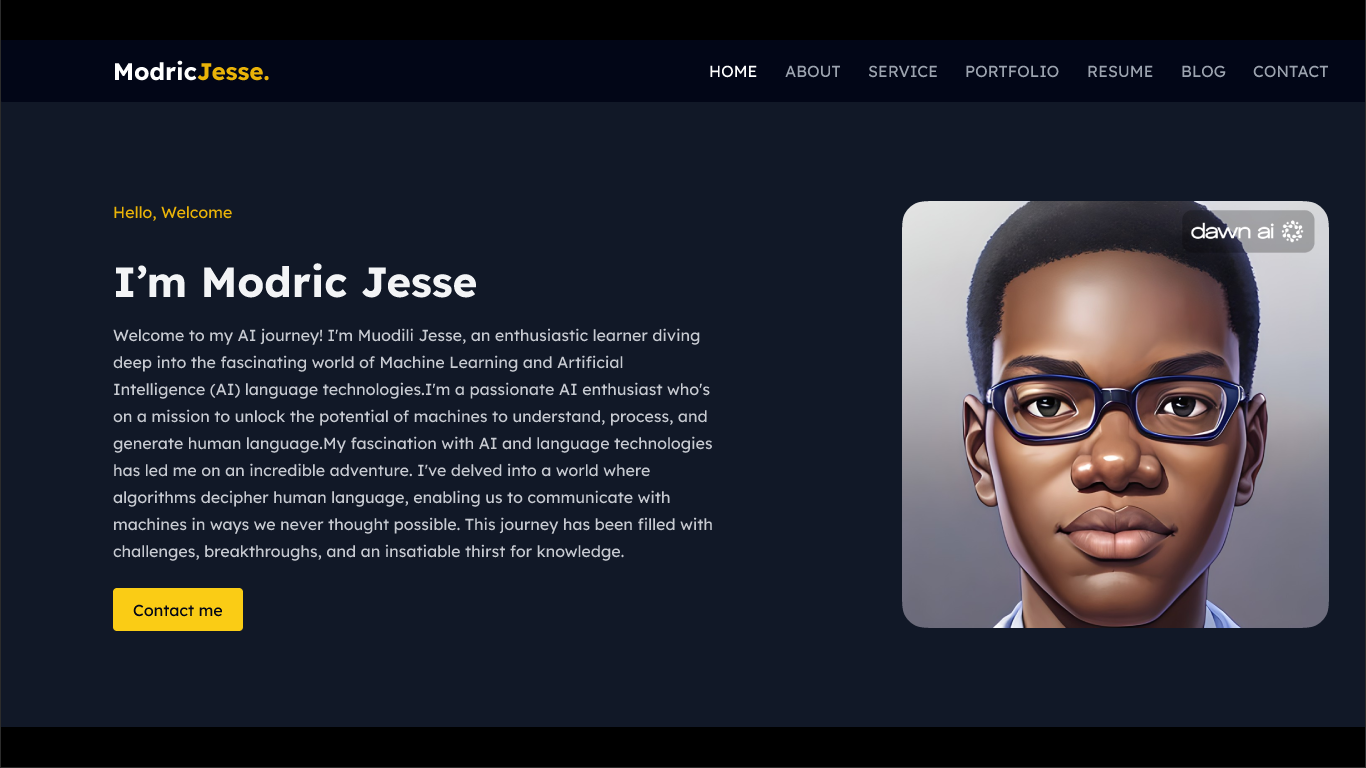 ModricJesse.
HOME ABOUT SERVICE PORTFOLIO RESUME BLOG CONTACT
Hello, Welcome
dawn ai
I’m Modric Jesse
Welcome to my AI journey! I'm Muodili Jesse, an enthusiastic learner diving
deep into the fascinating world of Machine Learning and Artificial
Intelligence (AI) language technologies.I'm a passionate AI enthusiast who's
on a mission to unlock the potential of machines to understand, process, and
generate human language.My fascination with AI and language technologies
has led me on an incredible adventure. I've delved into a world where
algorithms decipher human language, enabling us to communicate with
machines in ways we never thought possible. This journey has been filled with
challenges, breakthroughs, and an insatiable thirst for knowledge.
Contact me